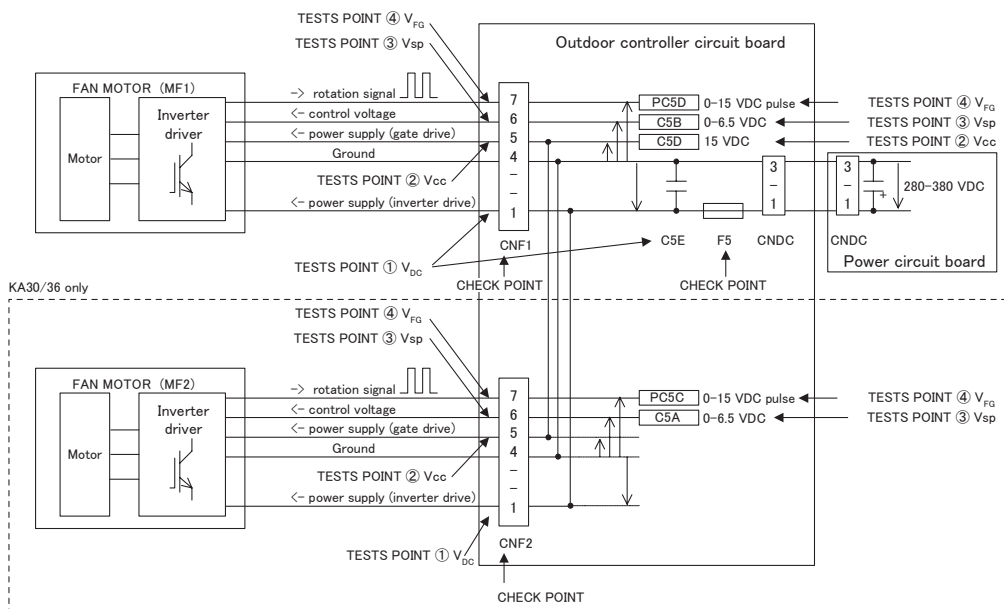 TESTS POINT ④ VFG
TESTS POINT ③ Vsp
Outdoor controller circuit board
FAN MOTOR (MF1)
Inverter
driver
Motor
-> rotation signal
<- control voltage
<- power supply (gate drive)
Ground
TESTS POINT ② Vcc
<- power supply (inverter drive)
7
6
5
4
-
-
1
CNF1
CHECK POINT
TESTS POINT ① VDC
PC5D 0-15 VDC pulse
C5B 0-6.5 VDC
C5D 15 VDC
TESTS POINT ④ VFG
TESTS POINT ③ Vsp
TESTS POINT ② Vcc
3
-
1
3
-
1
+
280-380 VDC
C5E F5 CNDC CNDC
CHECK POINT
Power circuit board
KA30/36 only
TESTS POINT ④ VFG
TESTS POINT ③ Vsp
FAN MOTOR (MF2)
Inverter
driver
Motor
-> rotation signal
<- control voltage
<- power supply (gate drive)
Ground
TESTS POINT ② Vcc
<- power supply (inverter drive)
7
6
5
4
-
-
1
CNF2
TESTS POINT ① VDC
CHECK POINT
PC5C 0-15 VDC pulse
C5A 0-6.5 VDC
TESTS POINT ④ VFG
TESTS POINT ③ Vsp